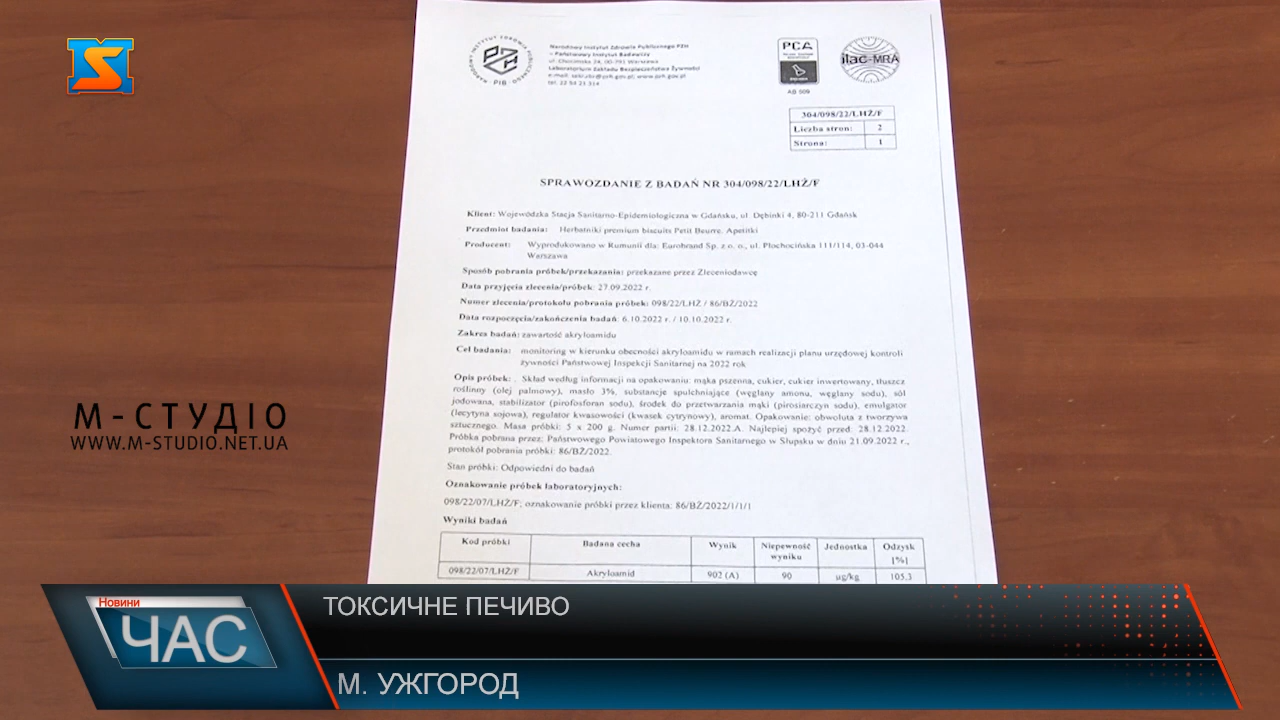 NARODOWY INSTYTUT ZDROWIA PUBLICZNEGO
PZH
PIB
Narodowy Instytut Zdrowia Publicznego PZH
– Państwowy Instytut Badawczy
ul. Chocimska 24, 00-791 Warszawa
Laboratorium Zakładu Bezpieczeństwa Żywności
tel. 22 54 21 314
PCA
ilac-MRA
AB 509
304/098/22/LHŻ/F
Liczba stron: 2
Strona: 1
SPRAWOZDANIE Z BADAŃ NR 304/098/22/LHŻ/F
Klient: Wojewódzka Stacja Sanitarno-Epidemiologiczna w Gdańsku, ul. Dębinki 4, 80-211 Gdańsk
Przedmiot badania: Herbatniki premium biscuits Petit Beurre. Apetitki
Producent: Wyprodukowano w Rumunii dla: Eurobrand Sp. z o. o., ul. Płochocińska 111/114, 03-044
Warszawa
Sposób pobrania próbek/przekazania: przekazane przez Zleceniodawcę
Data przyjęcia zlecenia/próbek: 27.09.2022 r.
Numer zlecenia/protokołu pobrania próbek: 098/22/LHŻ / 86/BŻ/2022
Data rozpoczęcia/zakończenia badań: 6.10.2022 r. / 10.10.2022 r.
Zakres badań: zawartość akryloamidu
Cel badania: monitoring w kierunku obecności akryloamidu w ramach realizacji planu urzędowej kontroli
żywności Państwowej Inspekcji Sanitarnej na 2022 rok
Opis próbek: . Skład według informacji na opakowaniu: mąka pszenna, cukier, cukier inwertowany, tłuszcz
roślinny (olej palmowy), masło 3%, substancje spulchniające (węglany amonu, węglany sodu), sól
jodowana, stabilizator (pirofosforan sodu), środek do przetwarzania mąki (pirosiarczyn sodu), emulgator
(lecytyna sojowa), regulator kwasowości (kwasek cytrynowy), aromat. Opakowanie: obwoluta z tworzywa
sztucznego. Masa próbki: 5 x 200 g. Numer partii: 28.12.2022.A. Najlepiej spożyć przed: 28.12.2022.
Próbka pobrana przez: Państwowego Powiatowego Inspektora Sanitarnego w Słupsku w dniu 21.09.2022 r.,
protokół pobrania próbki: 86/BŻ/2022.
Stan próbki: Odpowiedni do badań
Oznakowanie próbek laboratoryjnych:
098/22/07/LHŻ/F; oznakowanie próbki przez klienta: 86/BŻ/2022/1/1/1
Wyniki badań
Kod próbki Badana cecha Wynik Niepewność wyniku Jednostka Odzysk [%]
098/22/07/LHŻ/F Akryloamid 902 (A) 90 µg/kg 105.3
М-СТУДІО
WWW.M-STUDIO.NET.UA
Новини
ЧАС
ТОКСИЧНЕ ПЕЧИВО
М. УЖГОРОД